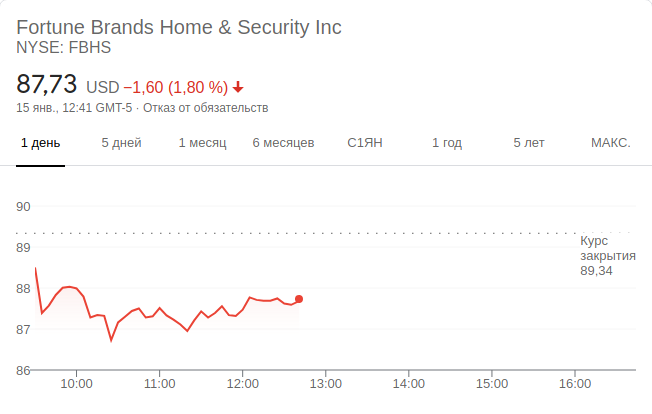 Fortune Brands Home & Security Inc
NYSE: FBHS
87,73 USD −1,60 (1,80 %)
15 янв., 12:41 GMT-5 · Отказ от обязательств
1 день 5 дней 1 месяц 6 месяцев С1ЯН 1 год 5 лет МАКС.
90
89
88
87
86
Курс
закрытия
89,34
10:00 11:00 12:00 13:00 14:00 15:00 16:00